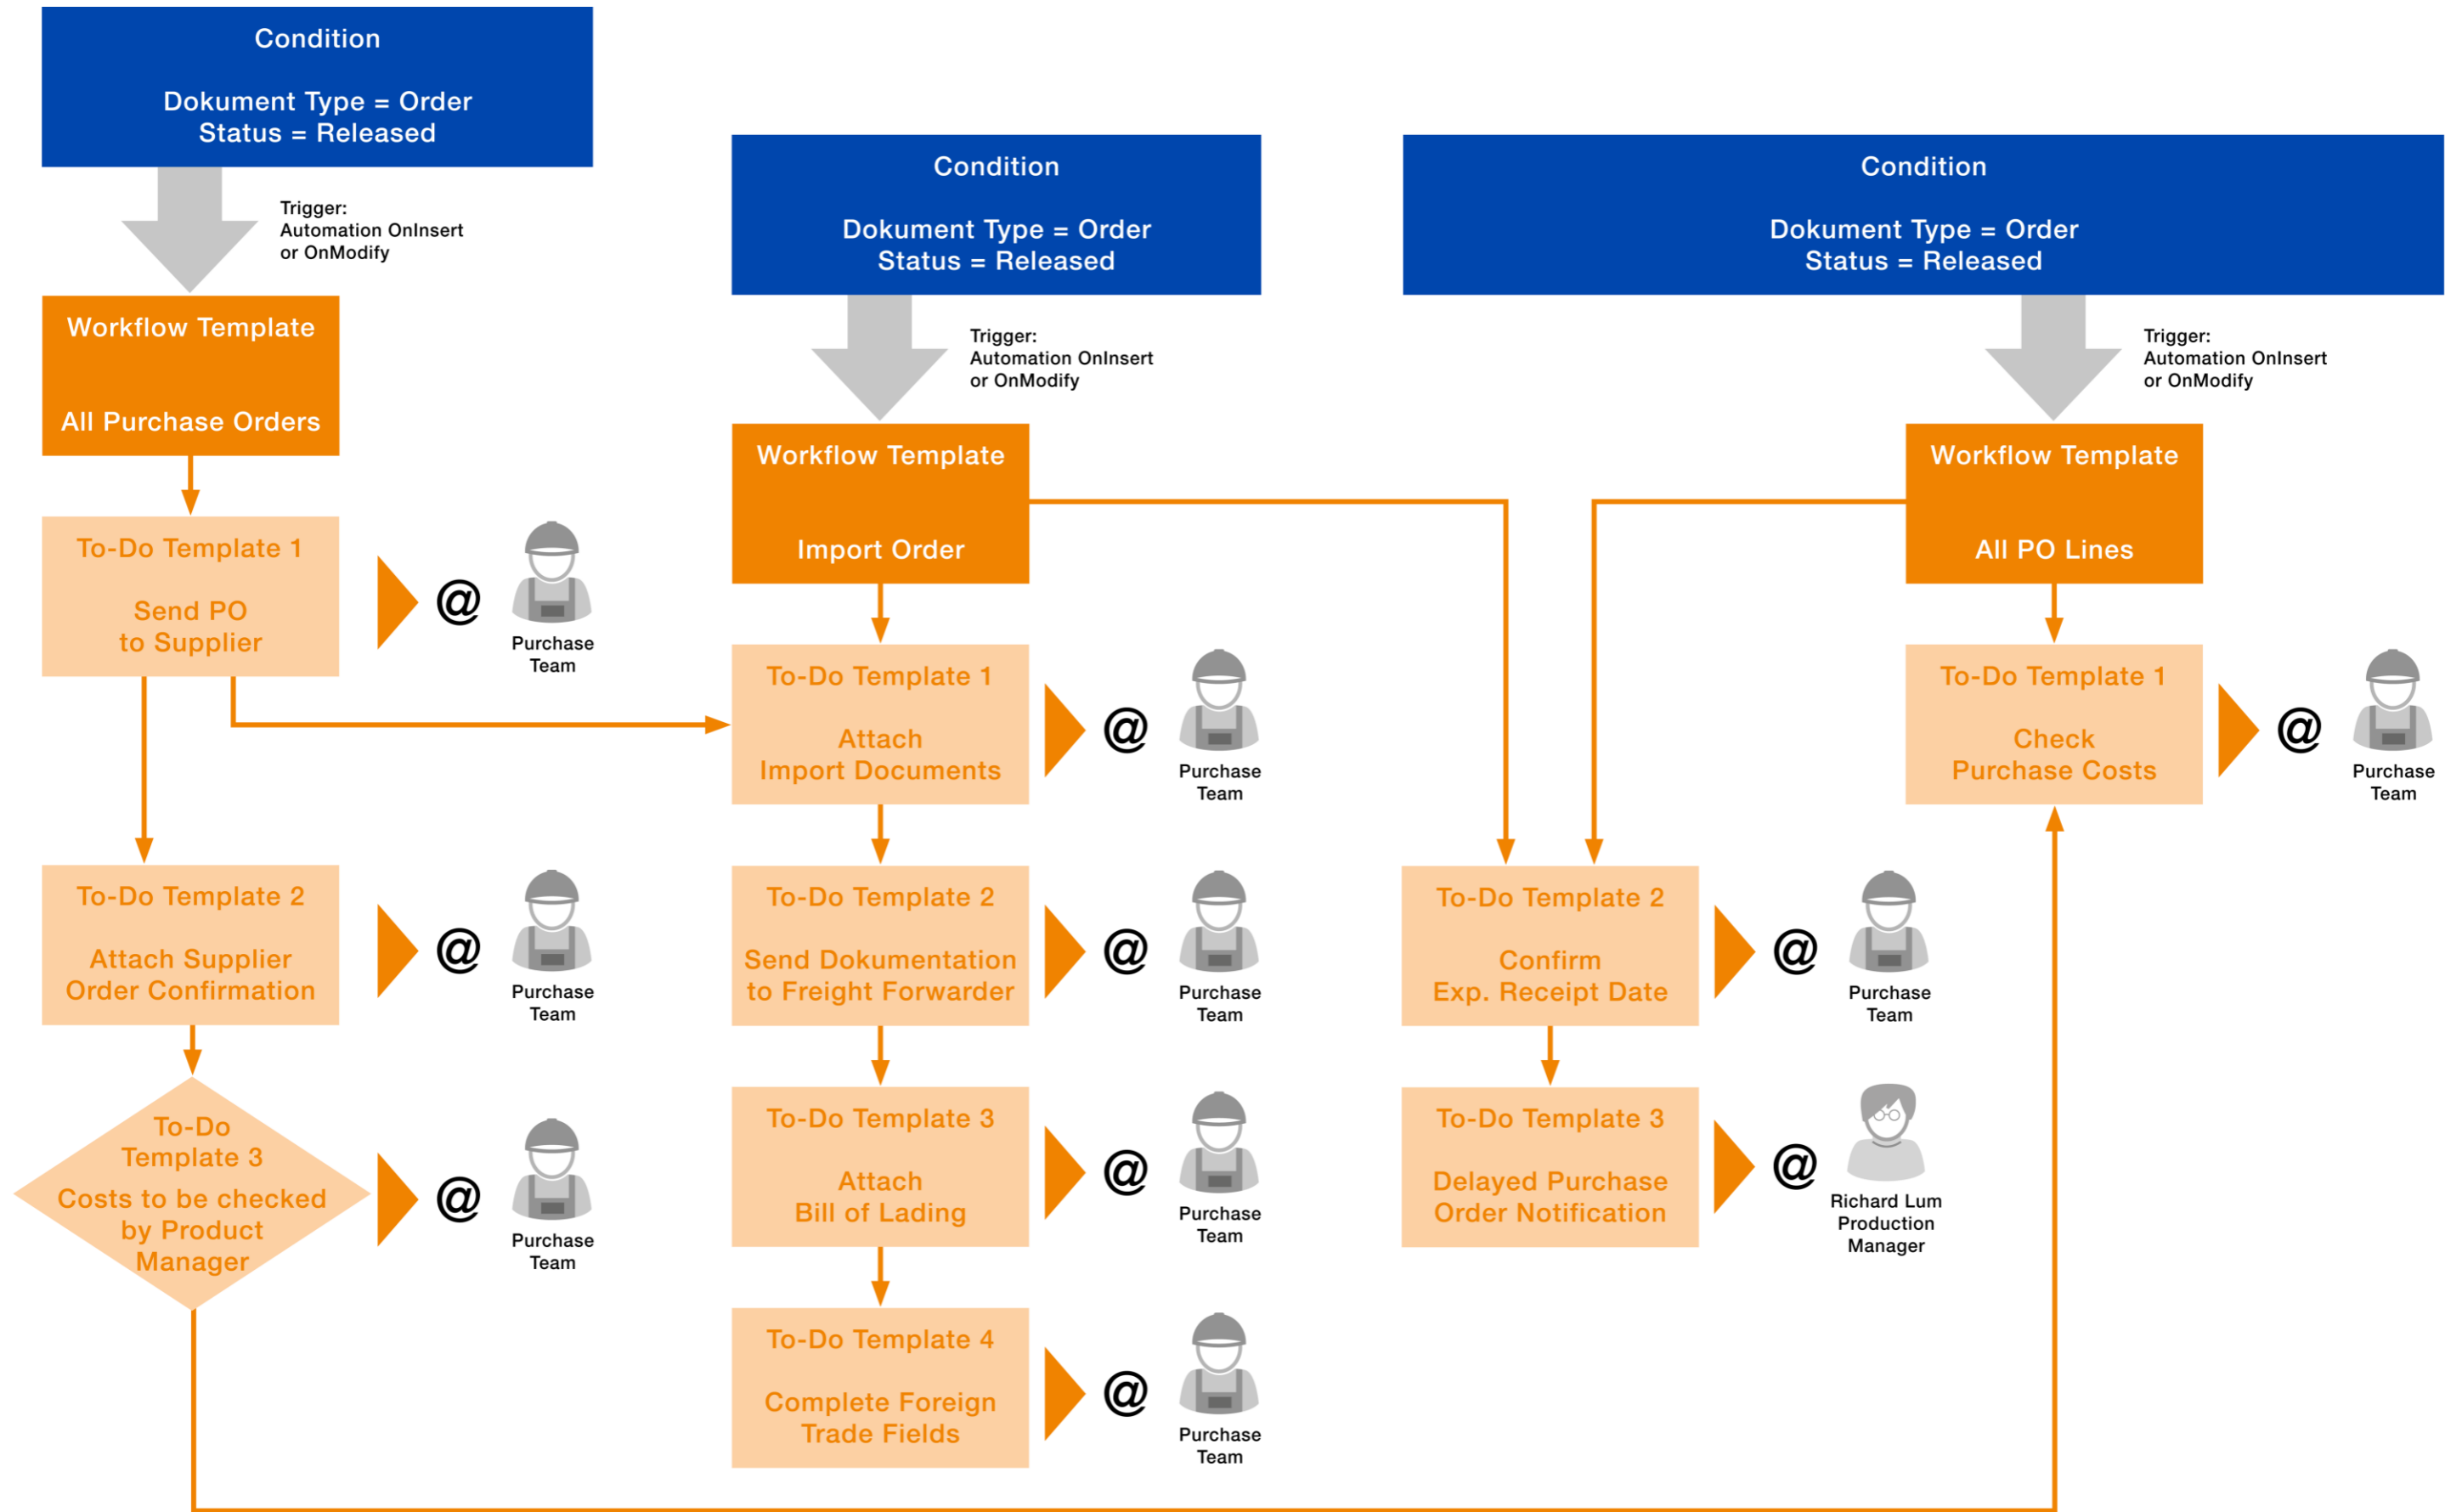 Condition
Dokument Type = Order
Status = Released
Trigger:
Automation OnInsert
or OnModify
Workflow Template
All Purchase Orders
To-Do Template 1
Send PO
to Supplier
@
Purchase
Team
To-Do Template 2
Attach Supplier
Order Confirmation
@
Purchase
Team
To-Do
Template 3
Costs to be checked
by Product
Manager
@
Purchase
Team
Condition
Dokument Type = Order
Status = Released
Trigger:
Automation OnInsert
or OnModify
Workflow Template
Import Order
To-Do Template 1
Attach
Import Documents
@
Purchase
Team
To-Do Template 2
Send Dokumentation
to Freight Forwarder
@
Purchase
Team
To-Do Template 3
Attach
Bill of Lading
@
Purchase
Team
To-Do Template 4
Complete Foreign
Trade Fields
@
Purchase
Team
Condition
Dokument Type = Order
Status = Released
Trigger:
Automation OnInsert
or OnModify
Workflow Template
All PO Lines
To-Do Template 1
Check
Purchase Costs
@
Purchase
Team
To-Do Template 2
Confirm
Exp. Receipt Date
@
Purchase
Team
To-Do Template 3
Delayed Purchase
Order Notification
@
Richard Lum
Production
Manager